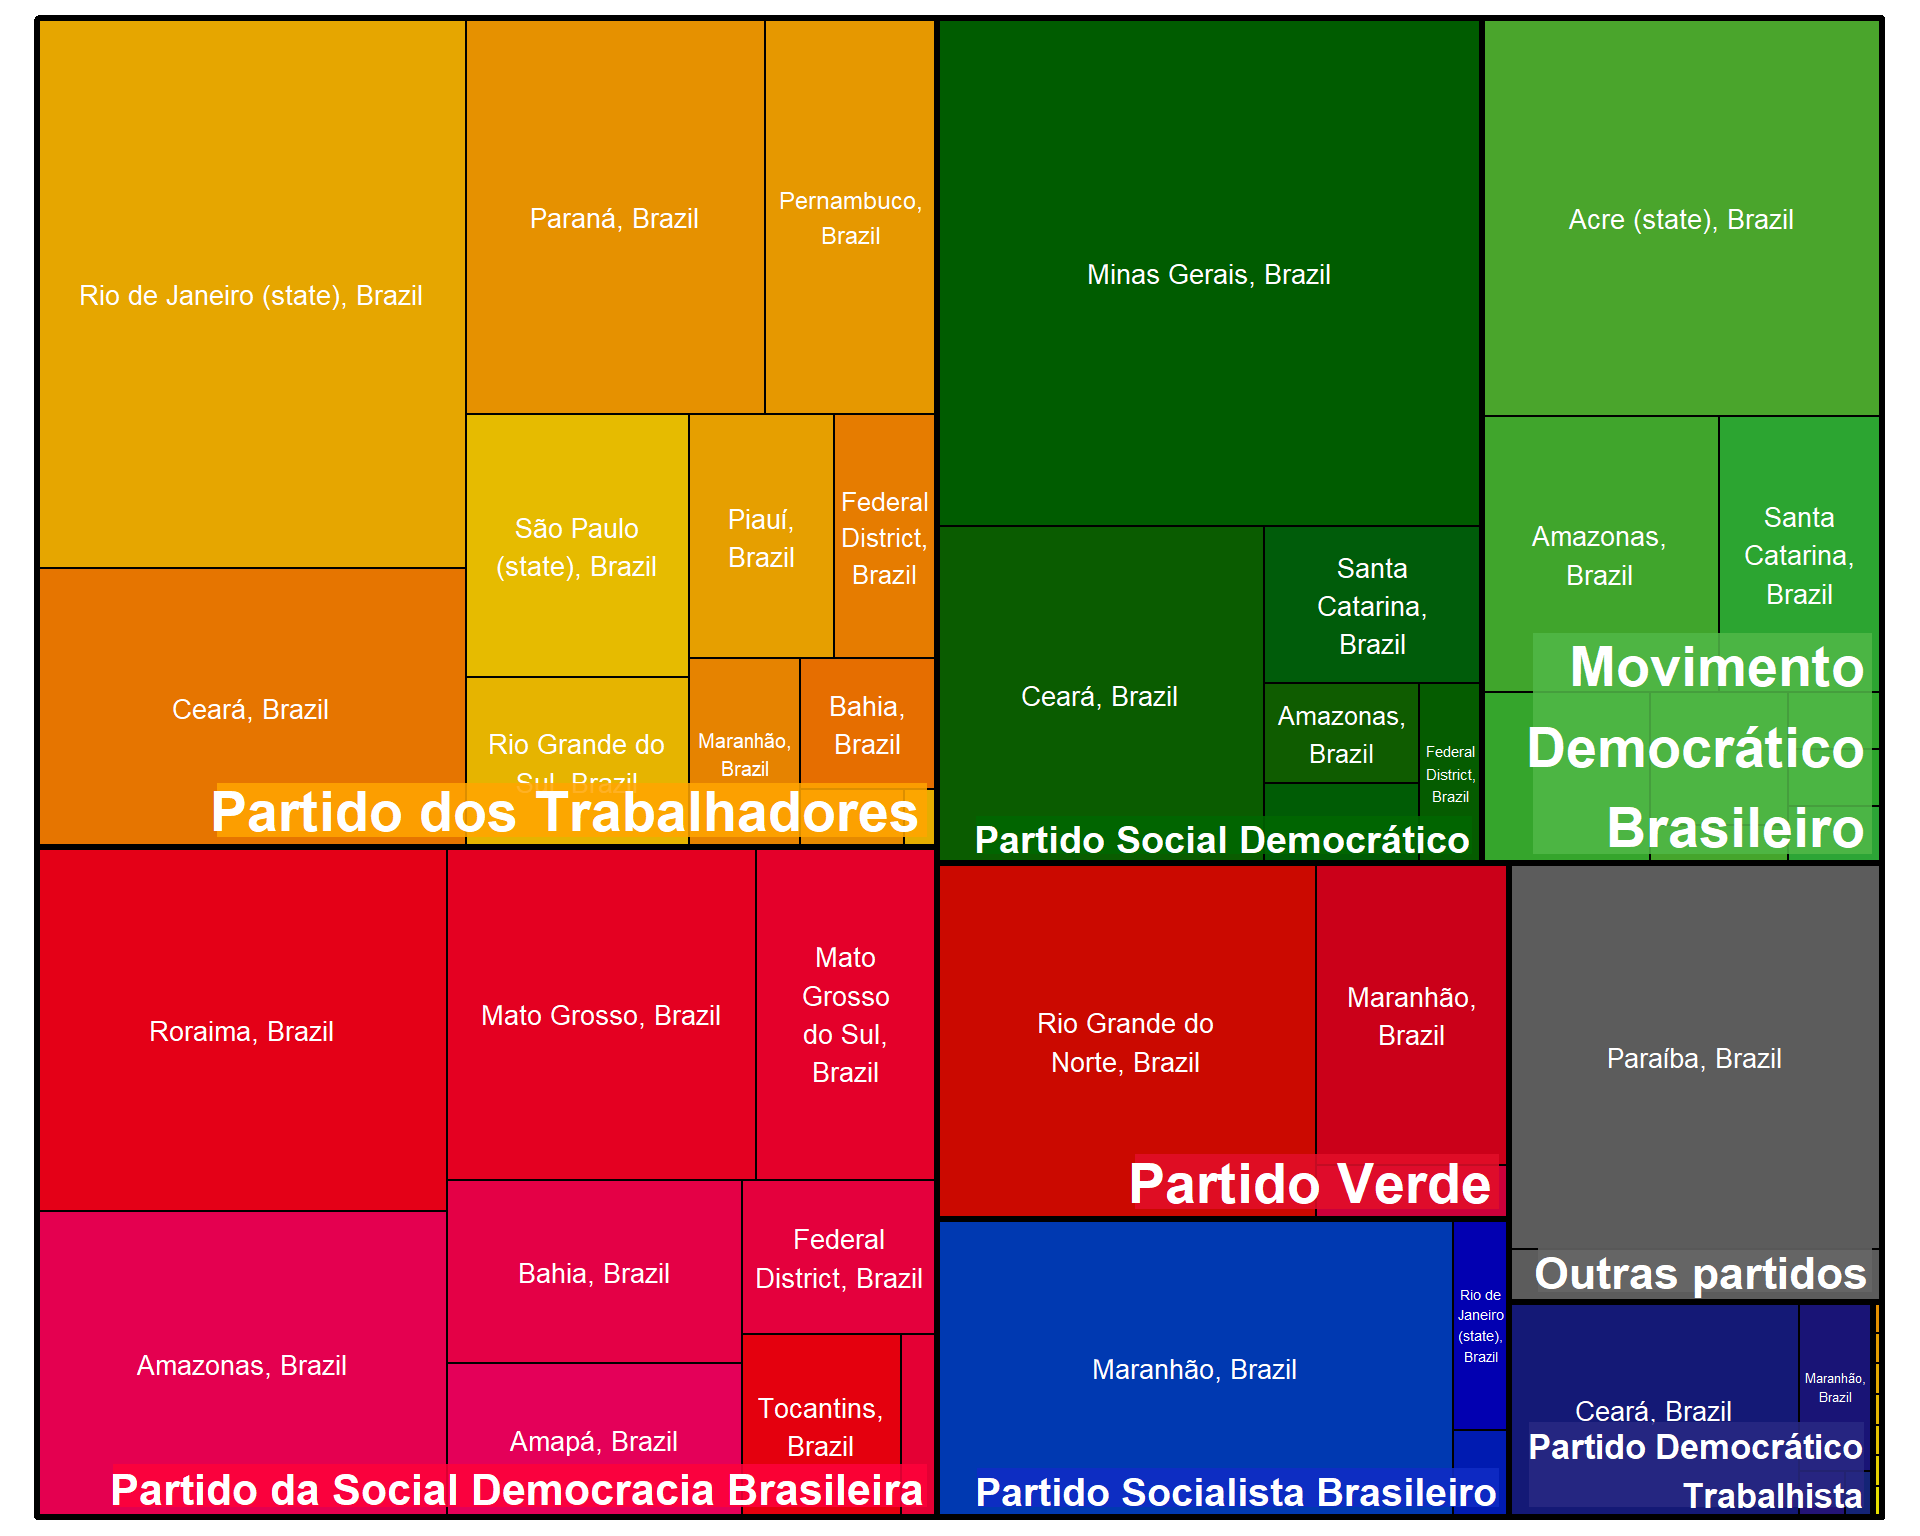 Rio de Janeiro (state), Brazil
Paraná, Brazil
Pernambuco,
Brazil
São Paulo
(state), Brazil
Piauí,
Brazil
Federal
District,
Brazil
Ceará, Brazil
Rio Grande do
Sul, Brazil
Maranhão,
Brazil
Bahia,
Brazil
Partido dos Trabalhadores
Minas Gerais, Brazil
Ceará, Brazil
Santa
Catarina,
Brazil
Amazonas,
Brazil
Federal
District,
Brazil
Partido Social Democrático
Acre (state), Brazil
Amazonas,
Brazil
Santa
Catarina,
Brazil
Movimento
Democrático
Brasileiro
Roraima, Brazil
Mato Grosso, Brazil
Mato
Grosso
do Sul,
Brazil
Amazonas, Brazil
Bahia, Brazil
Federal
District, Brazil
Amapá, Brazil
Tocantins,
Brazil
Partido da Social Democracia Brasileira
Rio Grande do
Norte, Brazil
Maranhão,
Brazil
Partido Verde
Maranhão, Brazil
Rio de
Janeiro
(state),
Brazil
Partido Socialista Brasileiro
Paraíba, Brazil
Outras partidos
Ceará, Brazil
Maranhão,
Brazil
Partido Democrático
Trabalhista